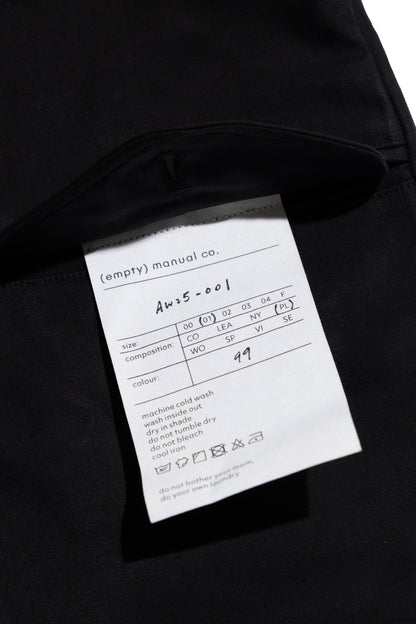 (empty) manual co.
AW25-001
size: 00 (01) 02 03 04 F
composition: CO LEA NY (PL)
WO SP VI SE
colour: 99
machine cold wash
wash inside out
dry in shade
do not tumble dry
do not bleach
cool iron
do not bother your mom,
do your own laundry